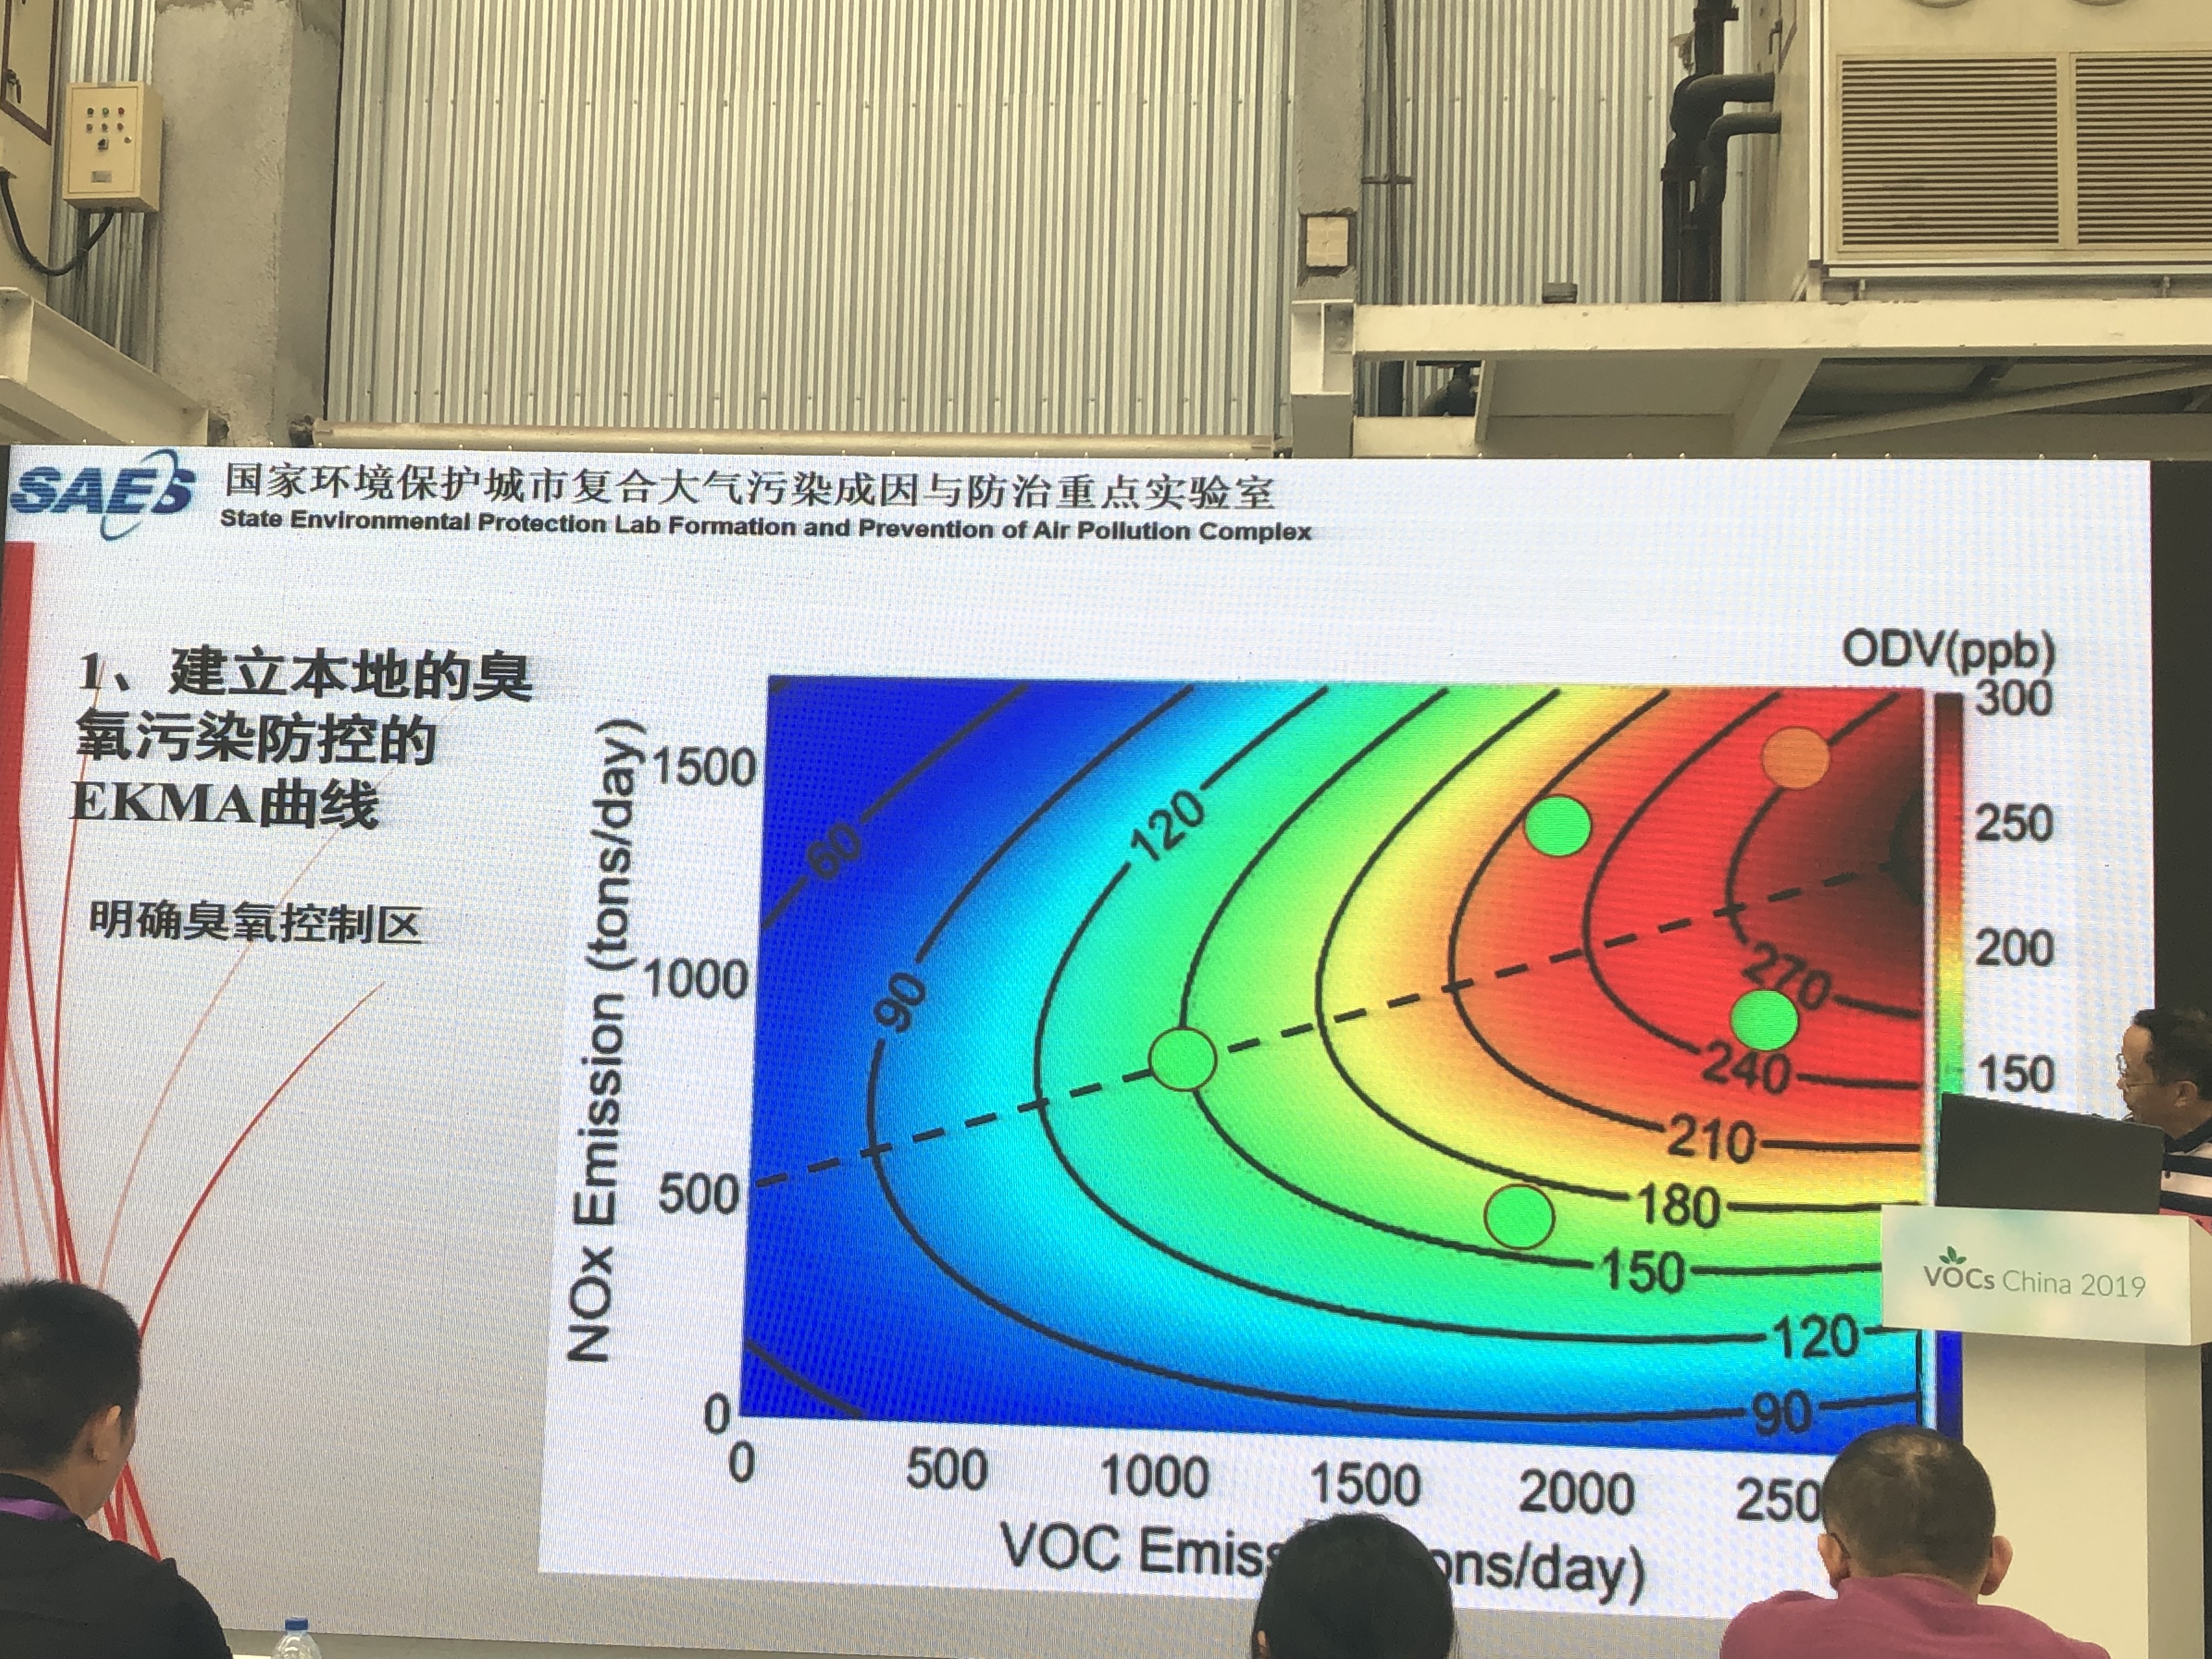 SAES
国家环境保护城市复合大气污染成因与防治重点实验室
State Environmental Protection Lab Formation and Prevention of Air Pollution Complex
1、建立本地的臭
氧污染防控的
EKMA曲线
明确臭氧控制区
ODV(ppb)
300
250
200
150
NOx Emission (tons/day)
1500
1000
500
0
60
90
120
270
240
210
180
150
120
90
0
500
1000
1500
2000
250
VOC Emiss ons/day)
VOCs China 2019